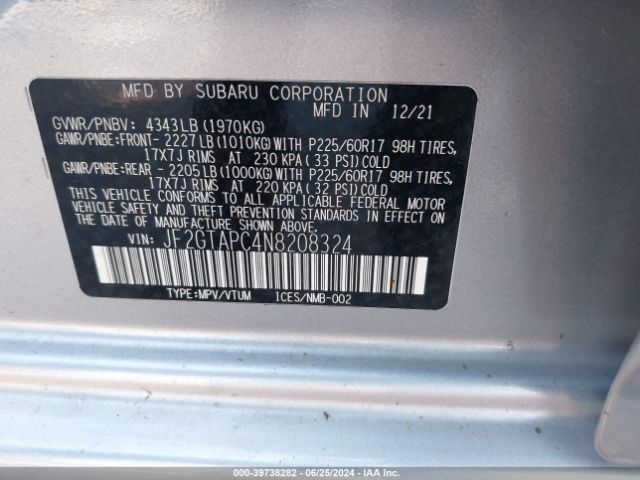 MFD BY SUBARU CORPORATION
MFD IN 12/21
GVWR/PNBV: 4343LB(1970KG)
GAWR/PNBE:FRONT- 2227LB(1010KG)WITH P225/60R17 98H TIRES,
17X7J RIMS AT 230 KPA(33 PSI)COLD
GAWR/PNBE:REAR - 2205LB(1000KG)WITH P225/60R17 98H TIRES,
17X7J RIMS AT 220 KPA(32 PSI)COLD
THIS VEHICLE CONFORMS TO ALL APPLICABLE FEDERAL MOTOR
VEHICLE SAFETY AND THEFT PREVENTION STANDARDS IN EFFECT ON
THE DATE OF MANUFACTURE SHOWN ABOVE.
VIN: JF2GTAPC4N8208324
TYPE:MPV/VTUM ICES/NMB-002
000-39738282 - 06/25/2024 - IAA Inc.